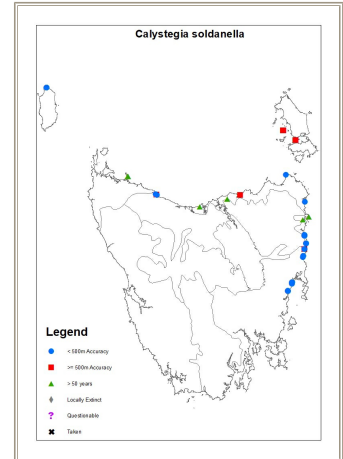 Calystegia soldanella
Legend
< 500m Accuracy
>= 500m Accuracy
> 50 years
Locally Extinct
Questionable
Taken